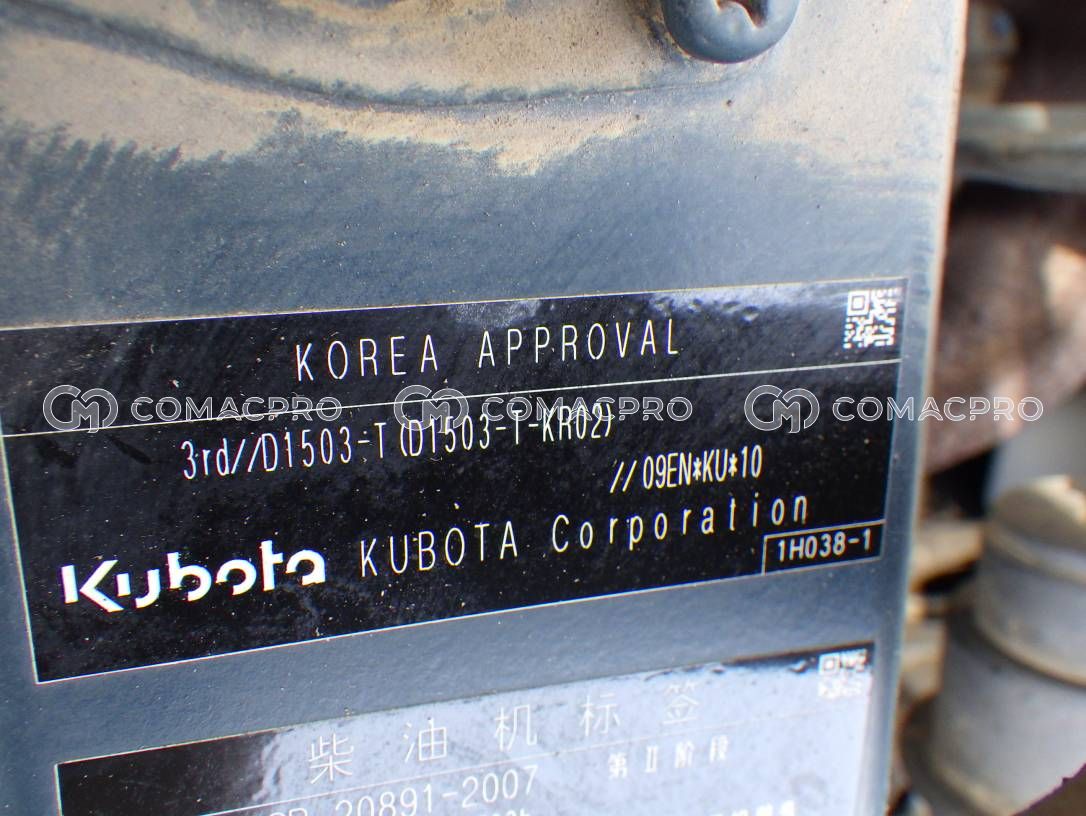 KOREA APPROVAL
COMACPRO COMACPRO COMACPRO
3rd//D1503-T(D1503-T-KR02)
//09EN*KU*10
Kubota KUBOTA Corporation
1H038-1
柴油机标签
20891-2007 第Ⅱ阶段